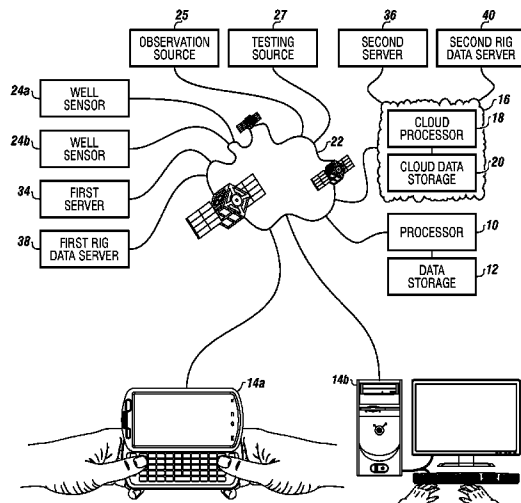 25
27
36
40
OBSERVATION
SOURCE
TESTING
SOURCE
SECOND
SERVER
SECOND RIG
DATA SERVER
24a
WELL
SENSOR
24b
WELL
SENSOR
34
FIRST
SERVER
38
FIRST RIG
DATA SERVER
22
16
18
CLOUD
PROCESSOR
20
CLOUD DATA
STORAGE
PROCESSOR
10
DATA
STORAGE
12
14a
14b